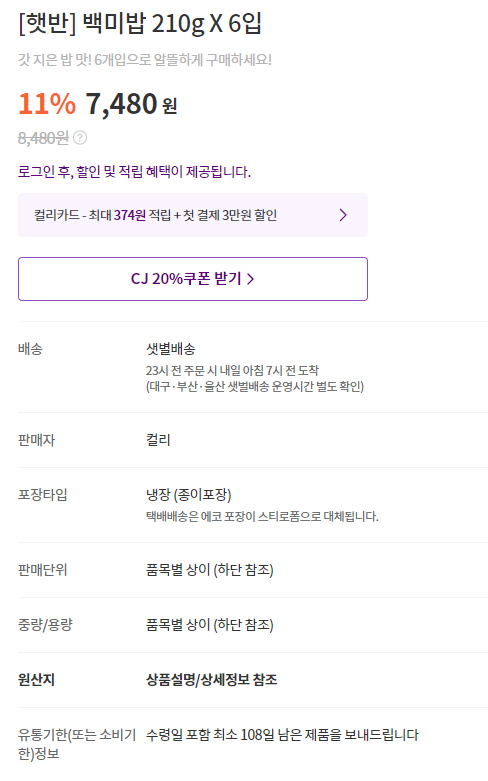 [햇반] 백미밥 210g X 6입
갓 지은 밥 맛! 6개입으로 알뜰하게 구매하세요!
11% 7,480 원
8,480원 ?
로그인 후, 할인 및 적립 혜택이 제공됩니다.
컬리카드 - 최대 374원 적립 + 첫 결제 3만원 할인
CJ 20%쿠폰 받기
배송 샛별배송
23시 전 주문 시 내일 아침 7시 전 도착
(대구·부산·울산 샛벌배송 운영시간 벌도 확인)
판매자 컬리
포장타입 냉장 (종이포장)
택배배송은 에코 포장이 스티로폼으로 대체됩니다.
판매단위 품목별 상이 (하단 참조)
중량/용량 품목별 상이 (하단 참조)
원산지 상품설명/상세정보 참조
유통기한(또는 소비기 수령일 포함 최소 108일 남은 제품을 보내드립니다
한)정보